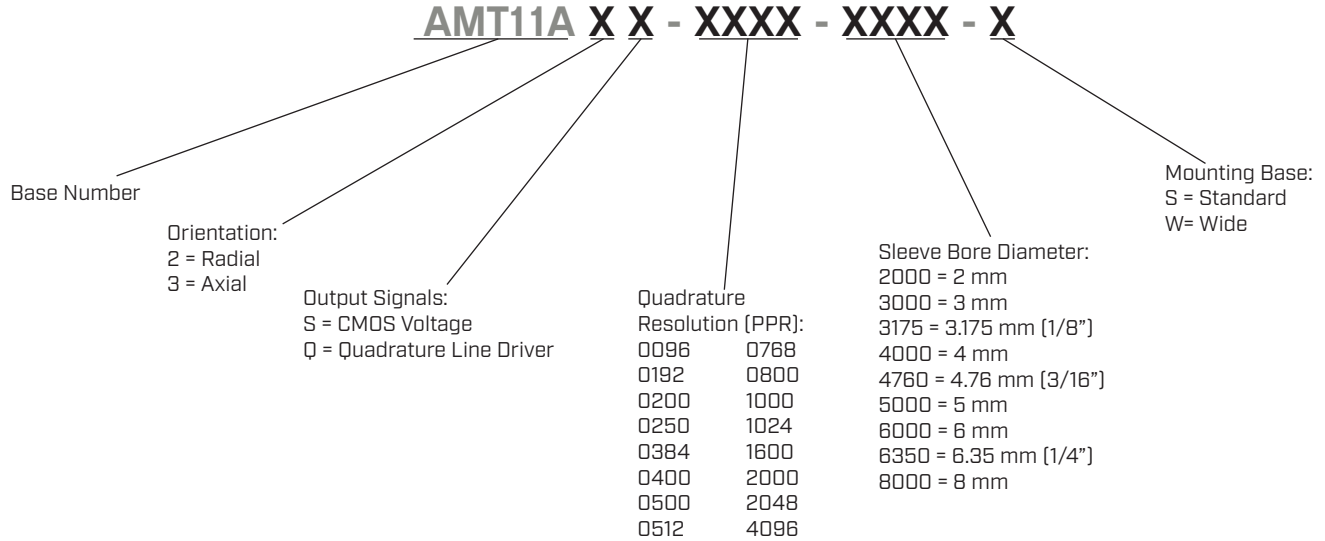 AMT11A X X - XXXX - XXXX - X
Base Number
Orientation:
2 = Radial
3 = Axial
Output Signals:
S = CMOS Voltage
Q = Quadrature Line Driver
Quadrature
Resolution (PPR):
0096 0768
0192 0800
0200 1000
0250 1024
0384 1600
0400 2000
0500 2048
0512 4096
Sleeve Bore Diameter:
2000 = 2 mm
3000 = 3 mm
3175 = 3.175 mm (1/8”)
4000 = 4 mm
4760 = 4.76 mm (3/16”)
5000 = 5 mm
6000 = 6 mm
6350 = 6.35 mm (1/4”)
8000 = 8 mm
Mounting Base:
S = Standard
W= Wide